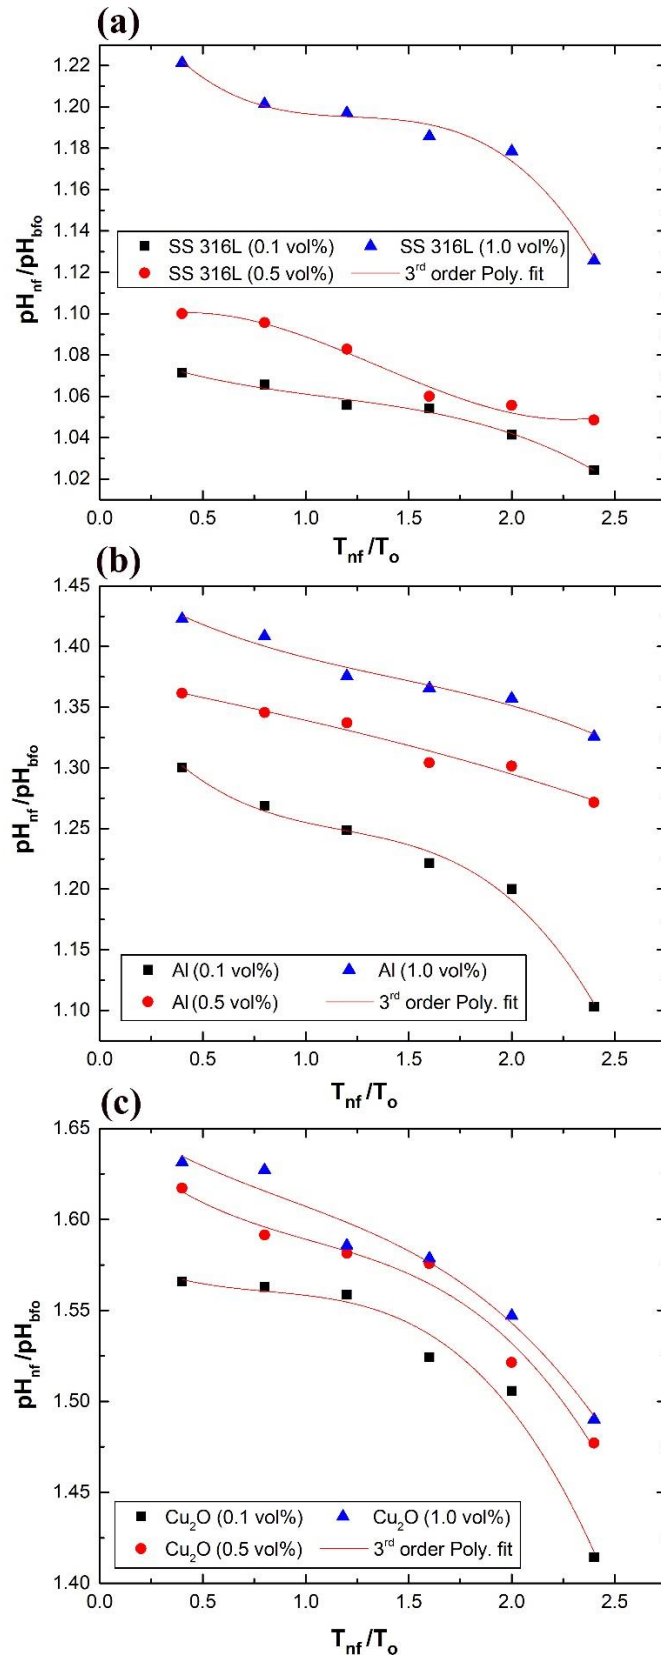 (a)
1.22
1.20
1.18
1.16
1.14
1.12
1.10
1.08
1.06
1.04
1.02
pHnf/pHbfo
SS 316L (0.1 vol%) SS 316L (1.0 vol%)
SS 316L (0.5 vol%) 3rd order Poly. fit
0.0 0.5 1.0 1.5 2.0 2.5
Tnf/To
(b)
1.45
1.40
1.35
1.30
1.25
1.20
1.15
1.10
pHnf/pHbfo
Al (0.1 vol%) Al (1.0 vol%)
Al (0.5 vol%) 3rd order Poly. fit
0.0 0.5 1.0 1.5 2.0 2.5
Tnf/To
(c)
1.65
1.60
1.55
1.50
1.45
1.40
pHnf/pHbfo
Cu2O (0.1 vol%) Cu2O (1.0 vol%)
Cu2O (0.5 vol%) 3rd order Poly. fit
0.0 0.5 1.0 1.5 2.0 2.5
Tnf/To